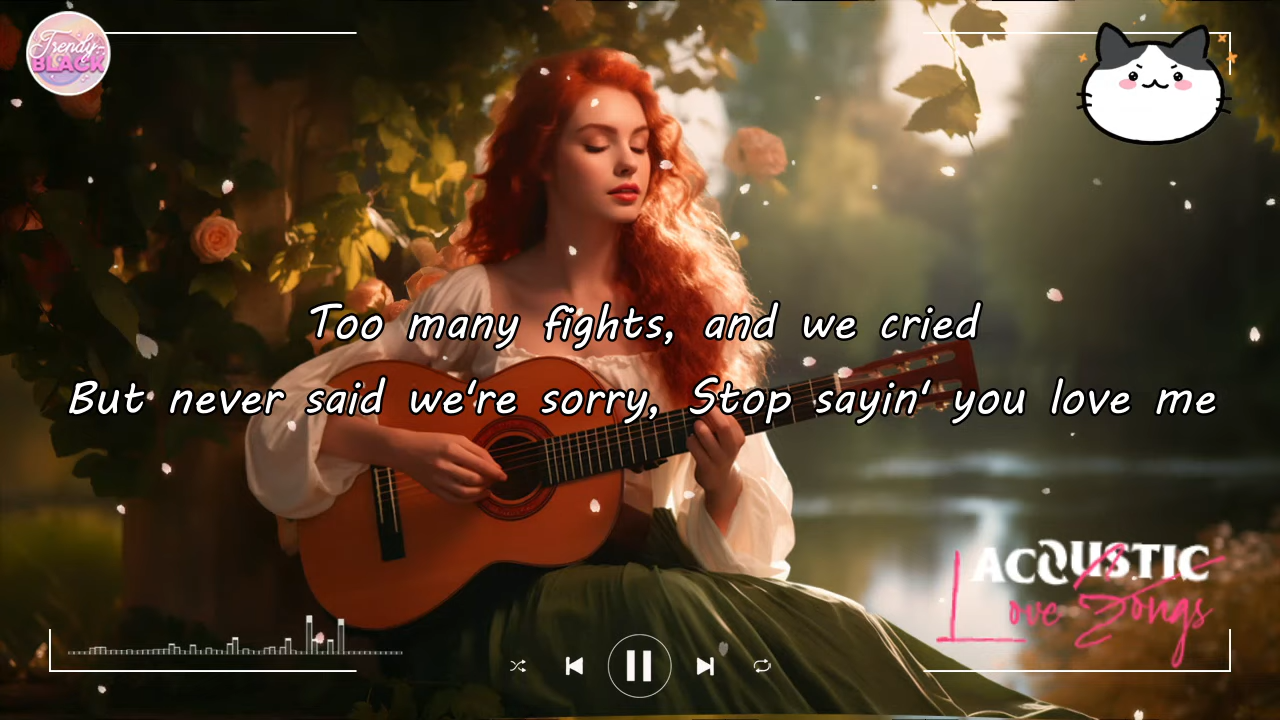 Trendy
BLACK
Too many fights, and we cried
But never said we're sorry, Stop sayin' you love me
ACOUSTIC
Love Songs